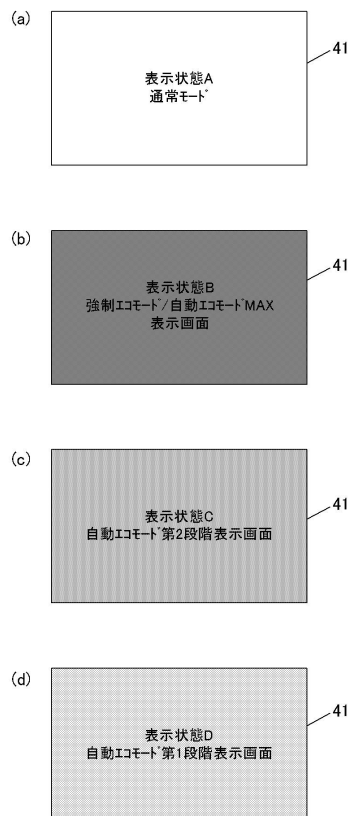 (a)
41
表示状態A
通常モード
(b)
41
表示状態B
強制エコモード/自動エコモードMAX
表示画面
(c)
41
表示状態C
自動エコモード第2段階表示画面
(d)
41
表示状態D
自動エコモード第1段階表示画面